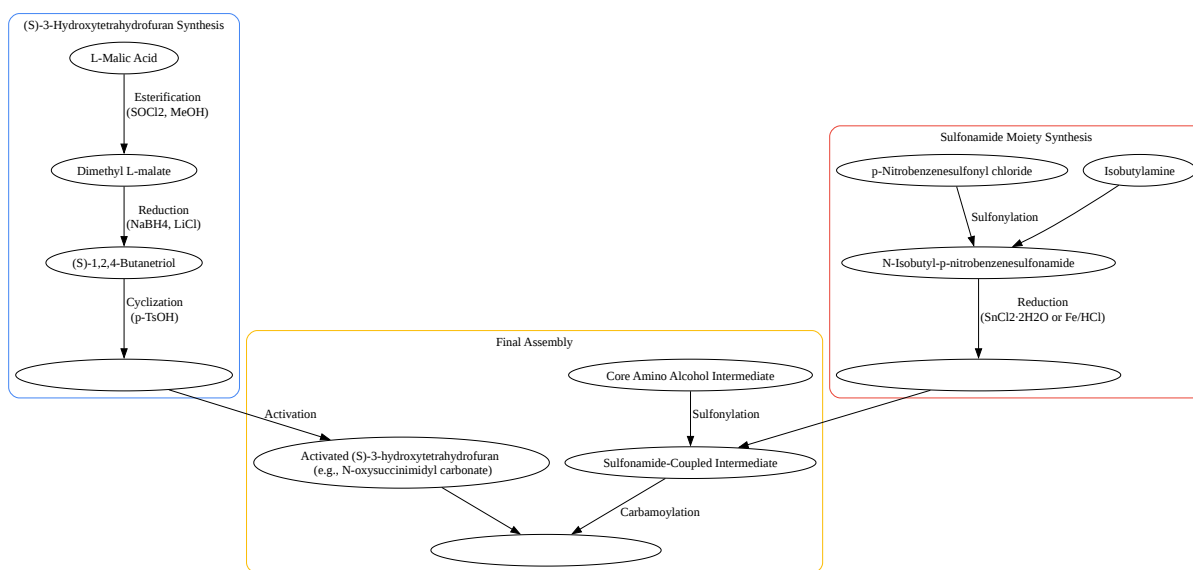 (S)-3-Hydroxytetrahydrofuran Synthesis
L-Malic Acid
Esterification
(SOCl2, MeOH)
Dimethyl L-malate
Reduction
(NaBH4, LiCl)
(S)-1,2,4-Butanetriol
Cyclization
(p-TsOH)
Sulfonamide Moiety Synthesis
p-Nitrobenzenesulfonyl chloride
Isobutylamine
Sulfonylation
N-Isobutyl-p-nitrobenzenesulfonamide
Reduction
(SnCl2·2H2O or Fe/HCl)
Final Assembly
Core Amino Alcohol Intermediate
Activation
Sulfonylation
Activated (S)-3-hydroxytetrahydrofuran
(e.g., N-oxysuccinimidyl carbonate)
Sulfonamide-Coupled Intermediate
Carbamoylation